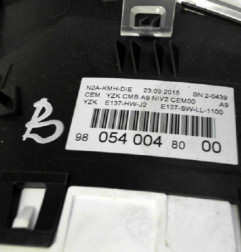 N2A-KMH-DIE 23.03.2015 BN 2-0439
CEM YZK CMB A9 NIV2 CEM00 A9
YZK E137-HW-J2 E137-SW-LL-1100
B
98 054 004 80 00